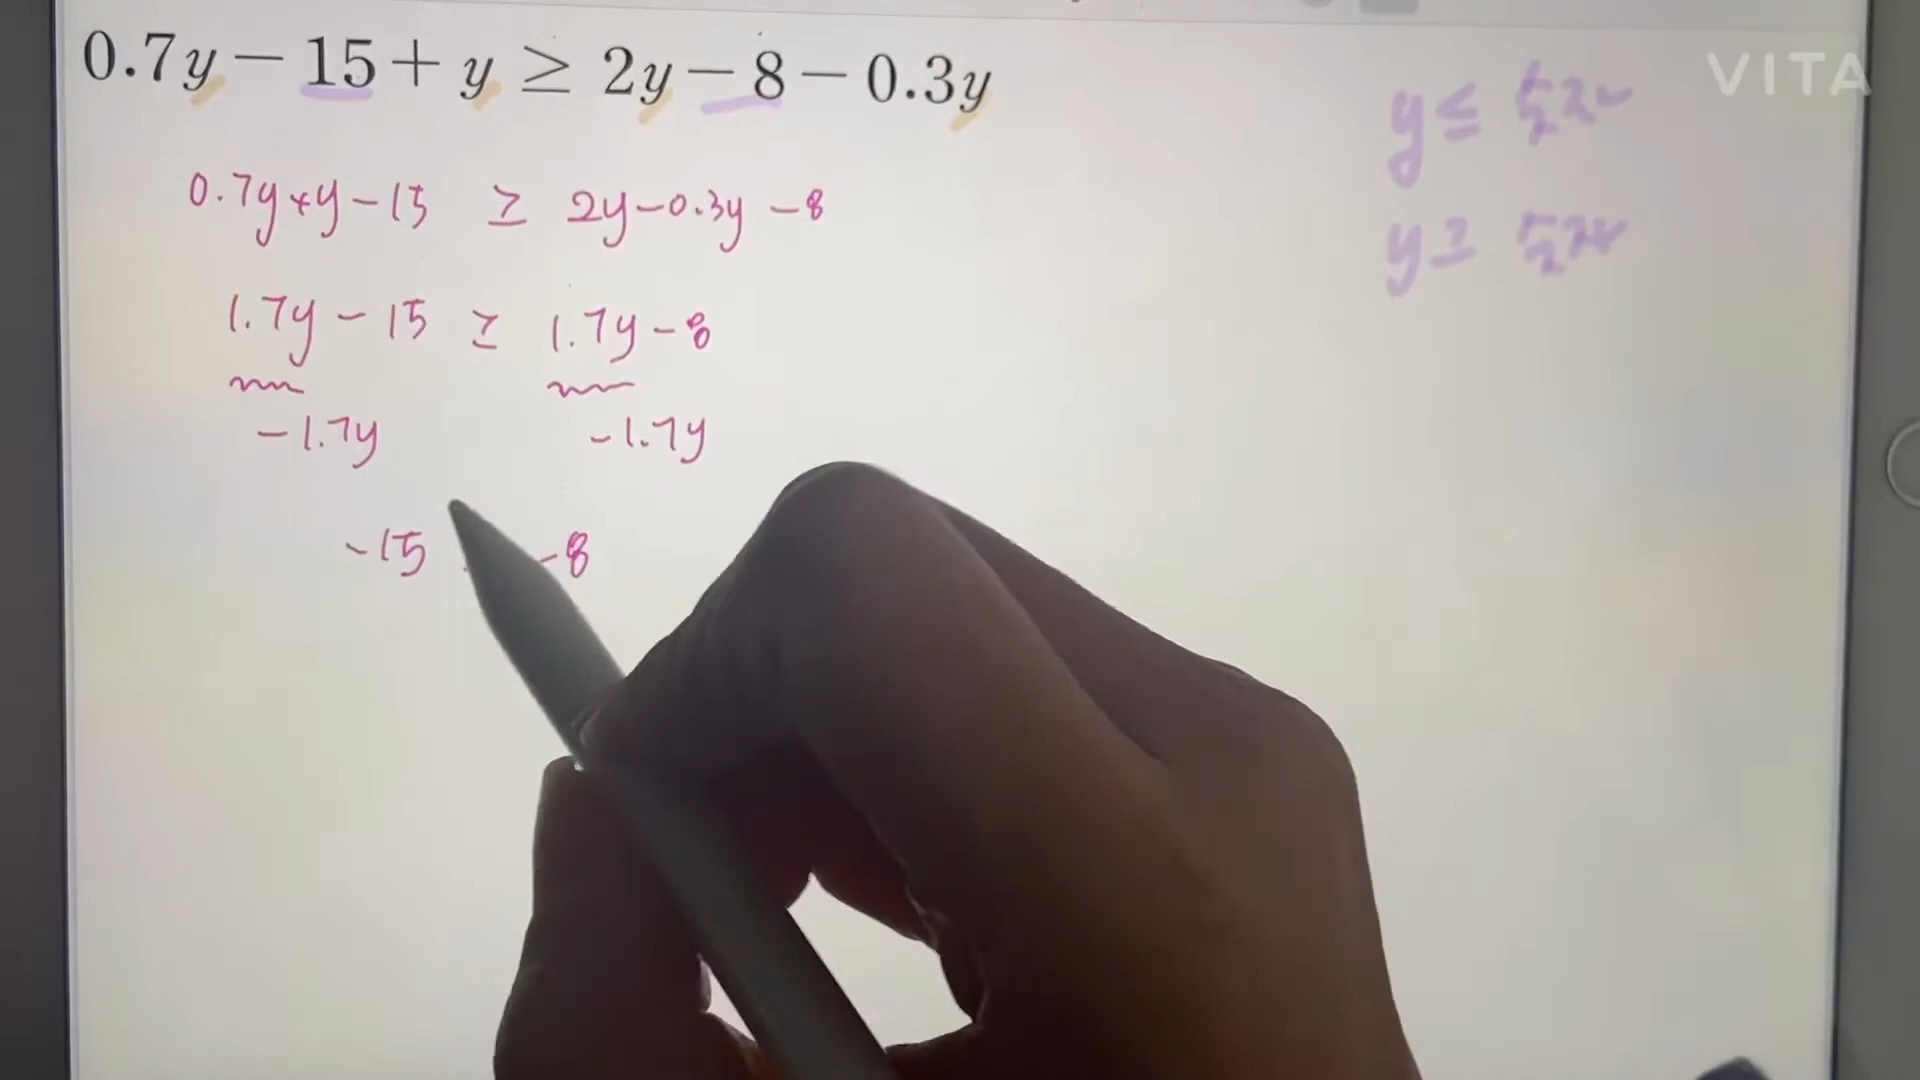 0.7y − 15 + y ≥ 2y − 8 − 0.3y
VITA
y ≤
0.7y+y−15 ≥ 2y−0.3y −8
y ≥
1.7y − 15 ≥ 1.7y − 8
−1.7y −1.7y
−15 −8